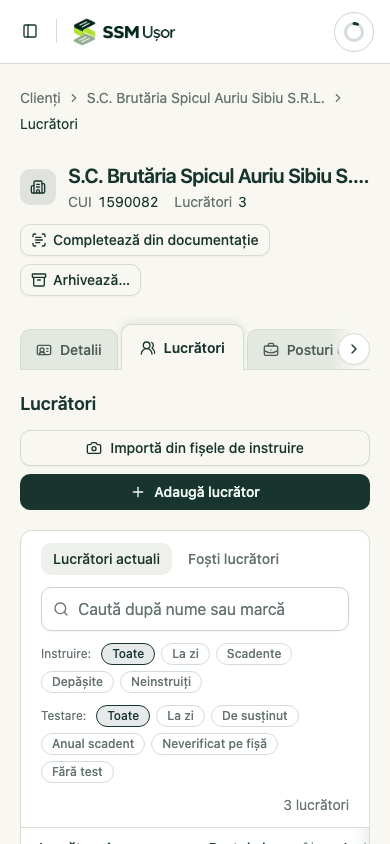 SSM Ușor
Clienți > S.C. Brutăria Spicul Auriu Sibiu S.R.L. >
Lucrători
S.C. Brutăria Spicul Auriu Sibiu S....
CUI 1590082 Lucrători 3
Completează din documentație
Arhivează...
Detalii Lucrători Posturi
Lucrători
Importă din fișele de instruire
+ Adaugă lucrător
Lucrători actuali Foști lucrători
Caută după nume sau marcă
Instruire: Toate La zi Scadente
Depășite Neinstruiți
Testare: Toate La zi De susținut
Anual scadent Neverificat pe fișă
Fără test
3 lucrători